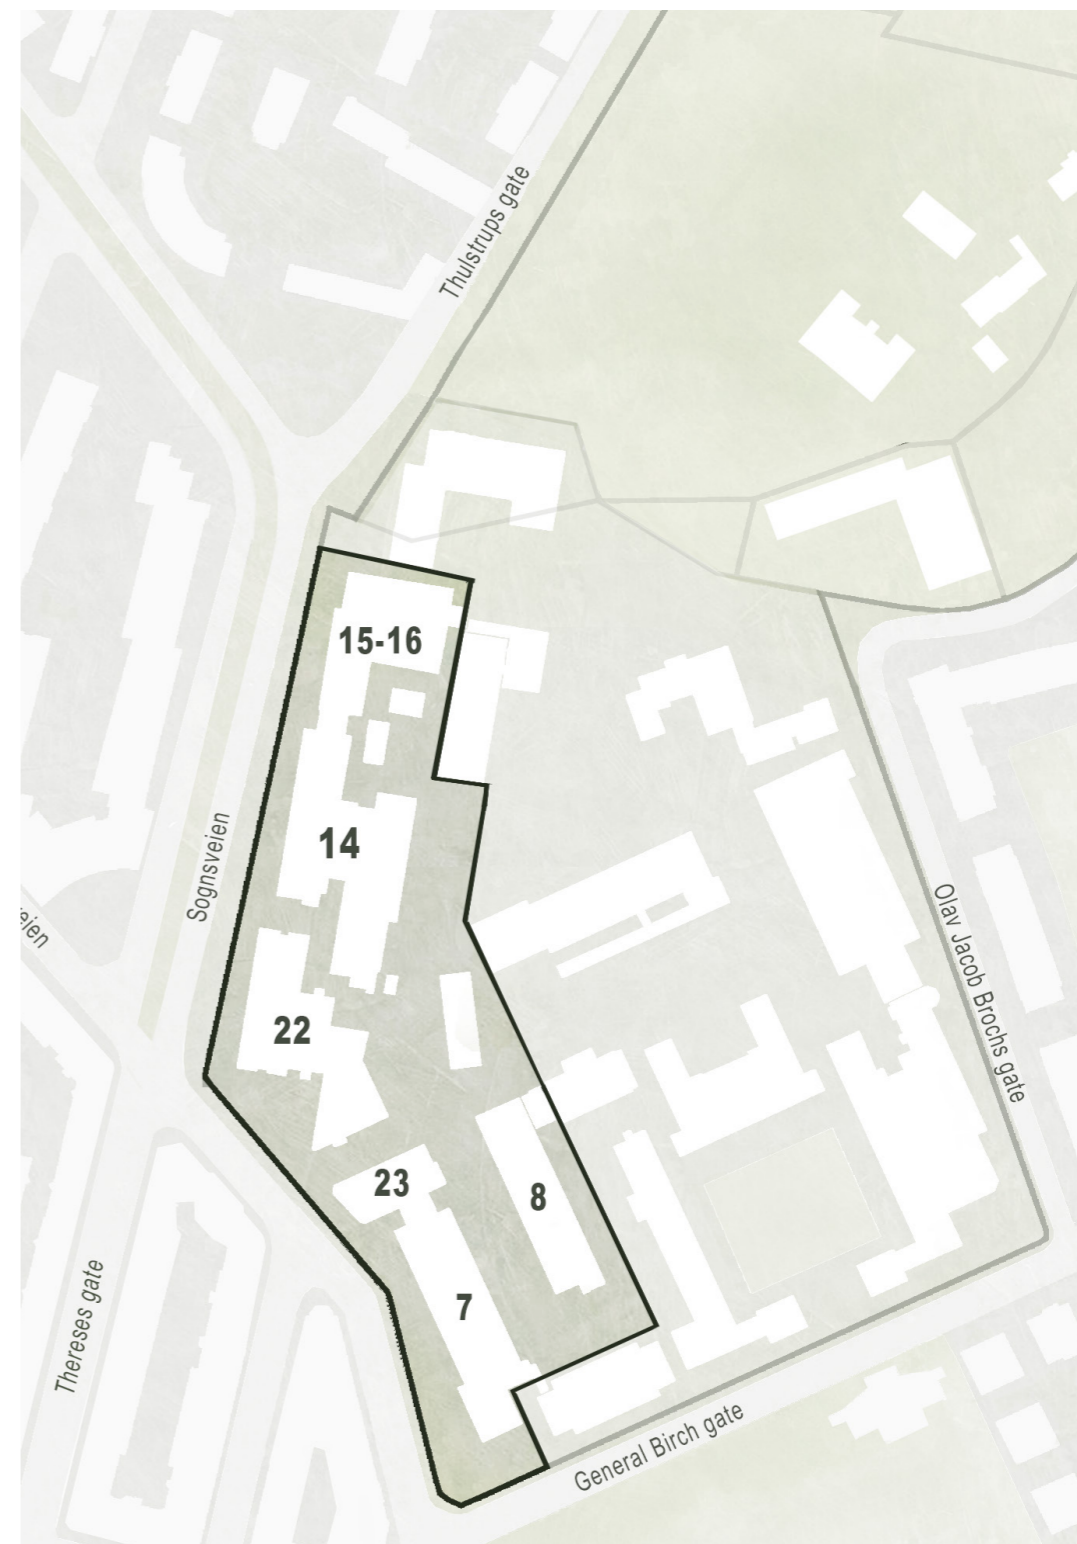 Thulstrups gate
15-16
14
Sognsveien
Olav Jacob Brochs gate
eien
22
23
8
7
Thereses gate
General Birch gate